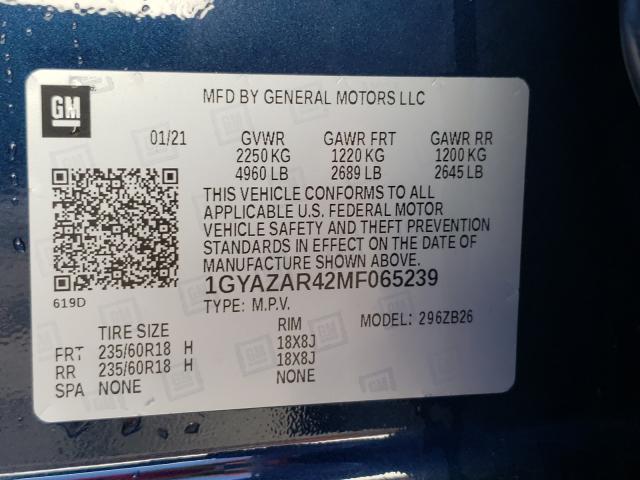 GM
MFD BY GENERAL MOTORS LLC
01/21 GVWR GAWR FRT GAWR RR
2250 KG 1220 KG 1200 KG
4960 LB 2689 LB 2645 LB
THIS VEHICLE CONFORMS TO ALL
APPLICABLE U.S. FEDERAL MOTOR
VEHICLE SAFETY AND THEFT PREVENTION
STANDARDS IN EFFECT ON THE DATE OF
MANUFACTURE SHOWN ABOVE.
1GYAZAR42MF065239
619D
TYPE: M.P.V.
MODEL: 296ZB26
TIRE SIZE RIM
FRT 235/60R18 H 18X8J
RR 235/60R18 H 18X8J
SPA NONE NONE